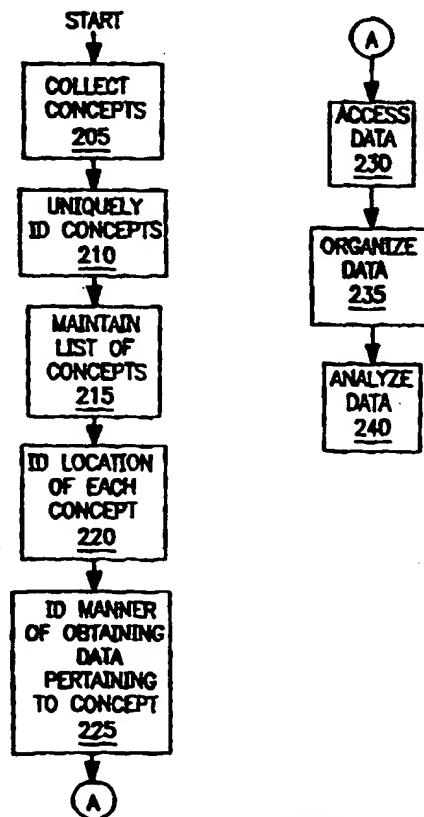 START
COLLECT
CONCEPTS
205
UNIQUELY
ID CONCEPTS
210
MAINTAIN
LIST OF
CONCEPTS
215
ID LOCATION
OF EACH
CONCEPT
220
ID MANNER
OF OBTAINING
DATA
PERTAINING
TO CONCEPT
225
A
A
ACCESS
DATA
230
ORGANIZE
DATA
235
ANALYZE
DATA
240